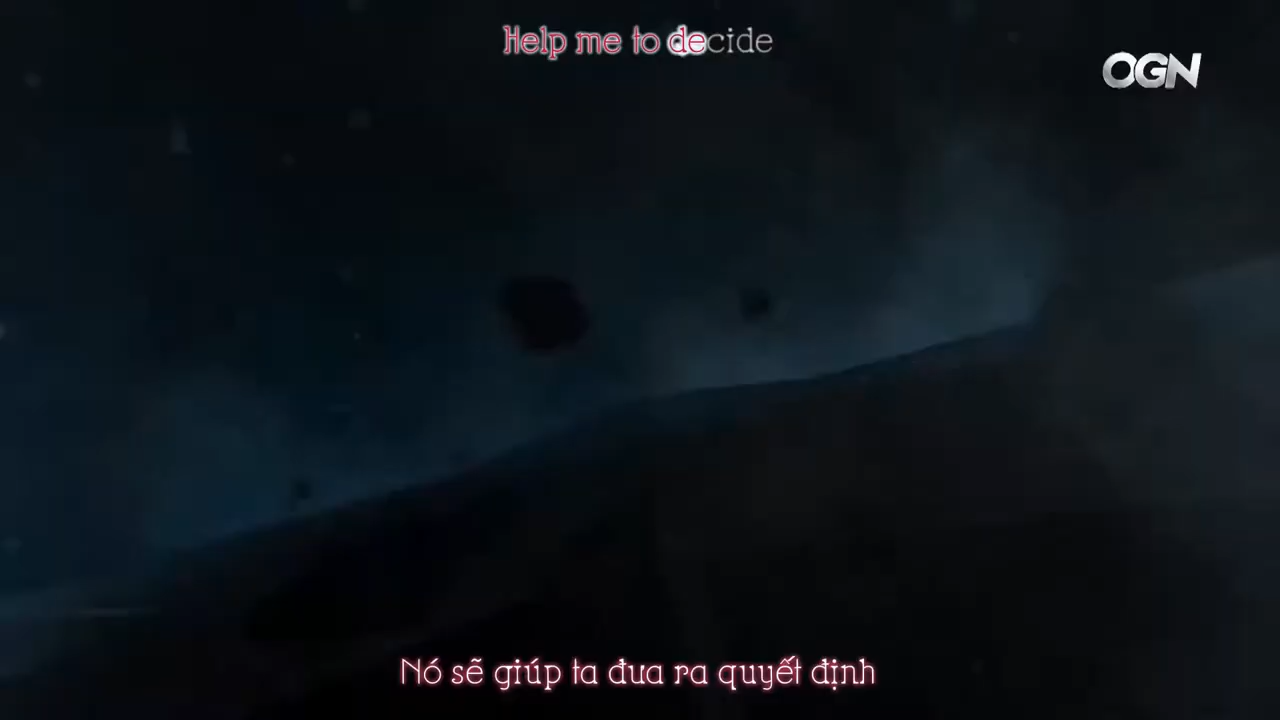 Help me to decide
OGN
Nó sẽ giúp ta đưa ra quyết định